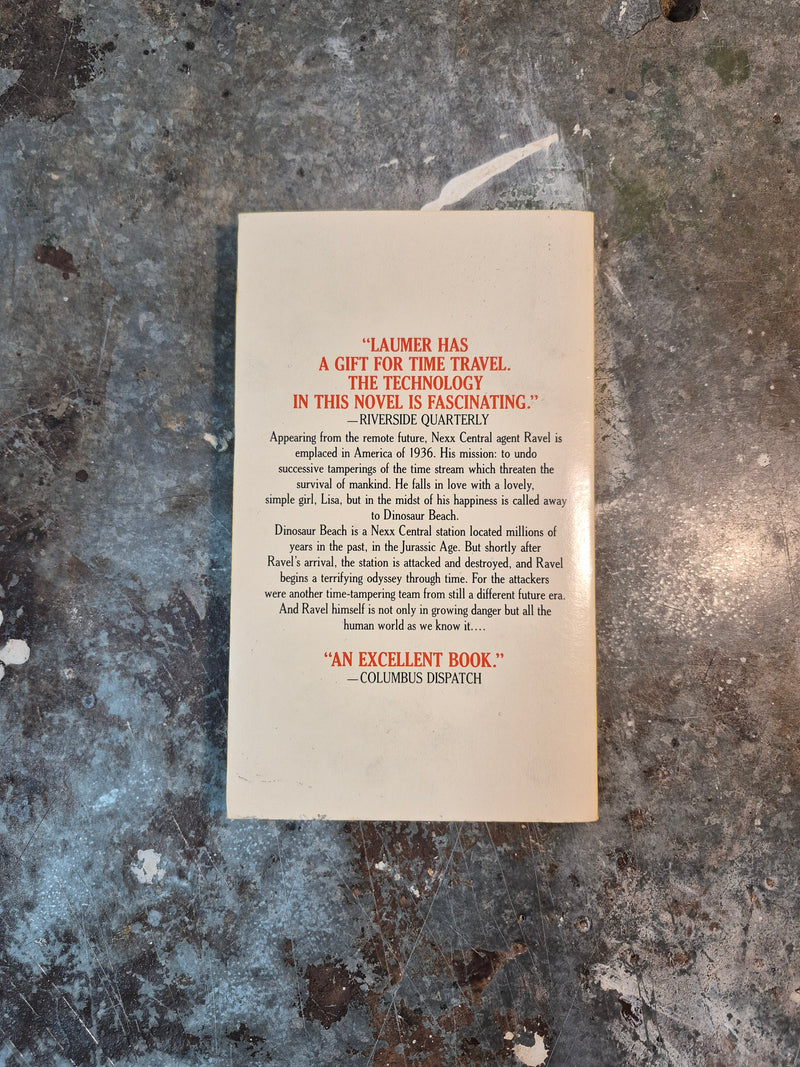 “LAUMER HAS
A GIFT FOR TIME TRAVEL.
THE TECHNOLOGY
IN THIS NOVEL IS FASCINATING.”
—RIVERSIDE QUARTERLY
Appearing from the remote future, Nexx Central agent Ravel is
emplaced in America of 1936. His mission: to undo
successive tamperings of the time stream which threaten the
survival of mankind. He falls in love with a lovely,
simple girl, Lisa, but in the midst of his happiness is called away
to Dinosaur Beach.
Dinosaur Beach is a Nexx Central station located millions of
years in the past, in the Jurassic Age. But shortly after
Ravel’s arrival, the station is attacked and destroyed, and Ravel
begins a terrifying odyssey through time. For the attackers
were another time-tampering team from still a different future era.
And Ravel himself is not only in growing danger but all the
human world as we know it....
“AN EXCELLENT BOOK.”
—COLUMBUS DISPATCH